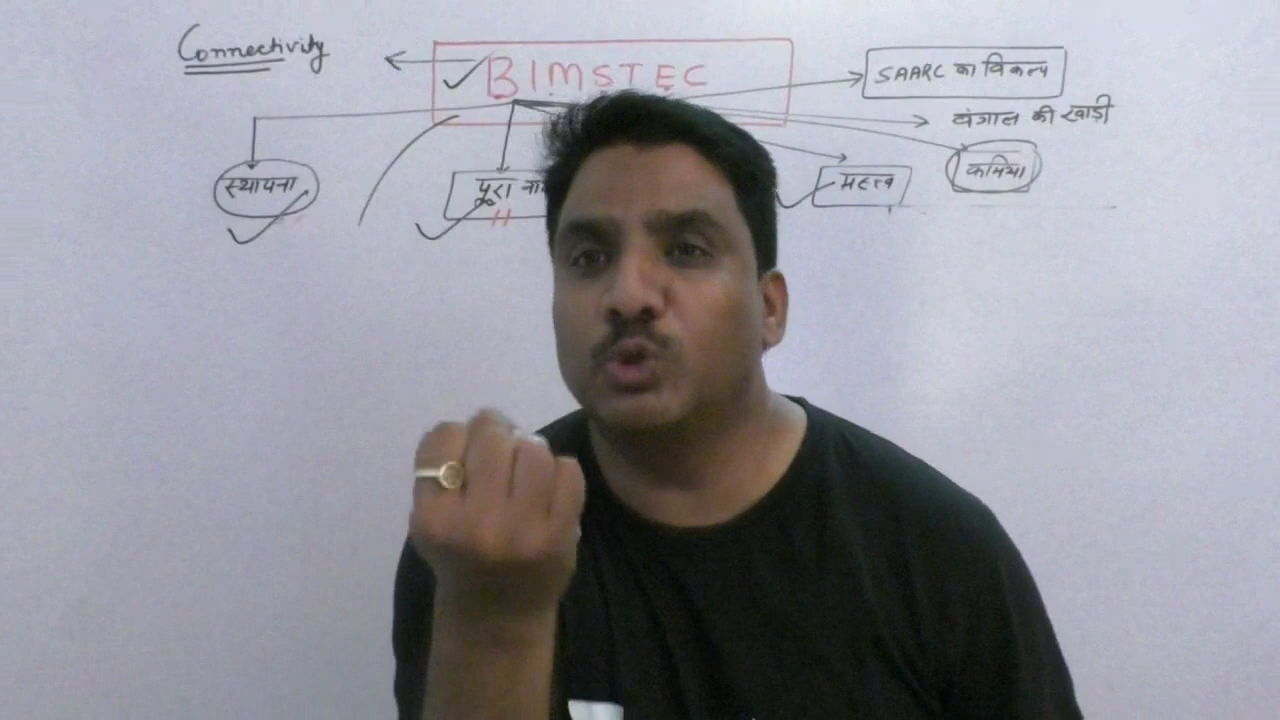 Connectivity
BIMSTEC
SAARC का विकल्प
बंगाल की खाड़ी
स्थापना
पूरा ना
महत्व
कमिया